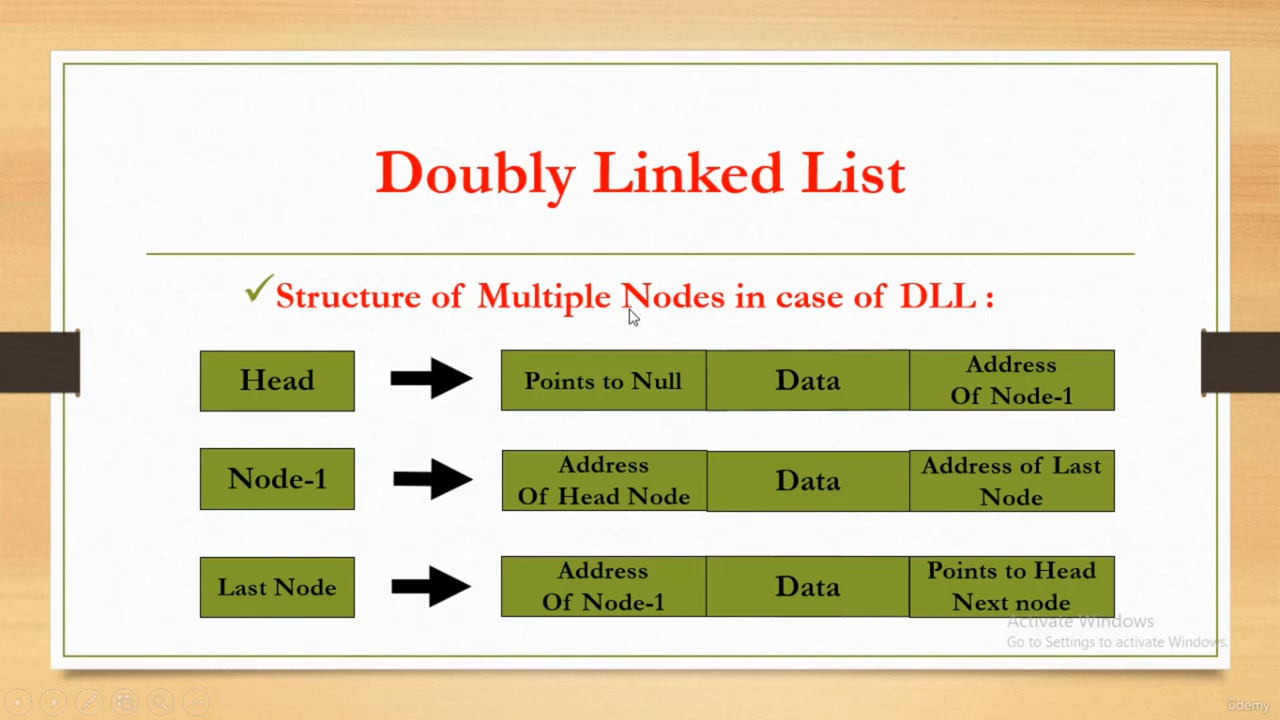 Doubly Linked List
Structure of Multiple Nodes in case of DLL :
Head
Points to Null
Data
Address
Of Node-1
Node-1
Address
Of Head Node
Data
Address of Last
Node
Last Node
Address
Of Node-1
Data
Points to Head
Next node
Activate Windows
Go to Settings to activate Windows.
ûdemy